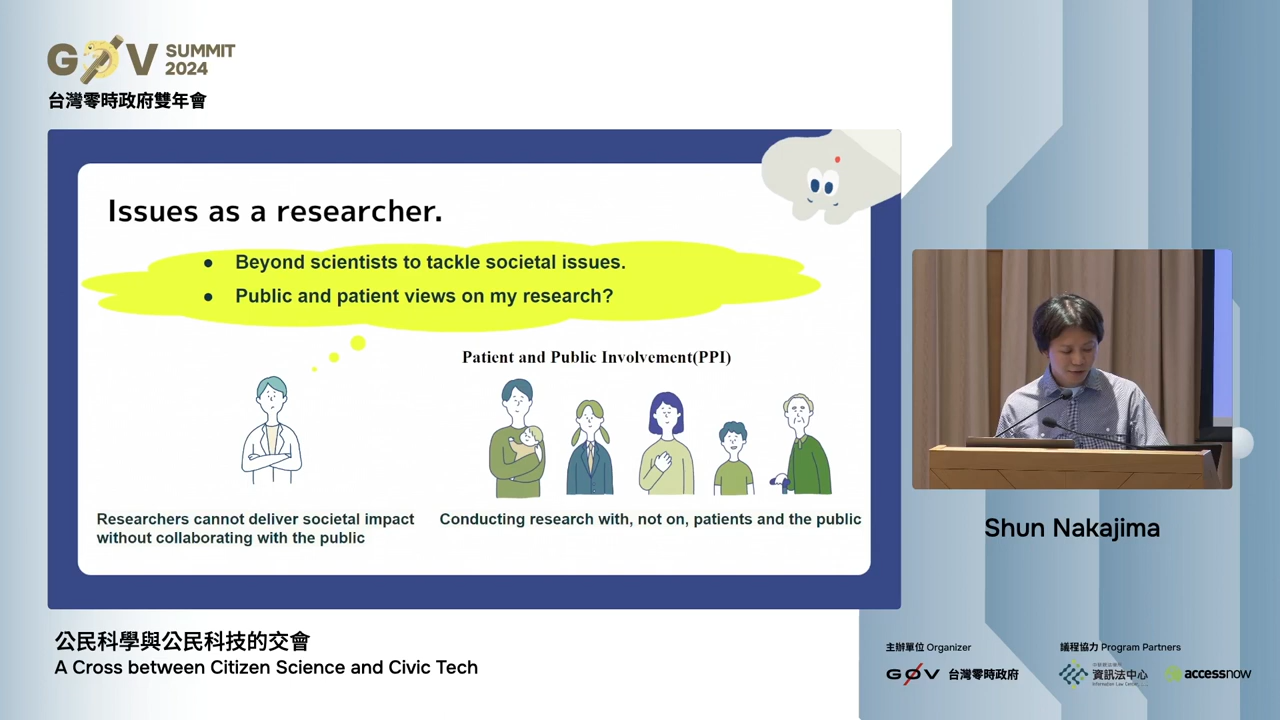 G0V SUMMIT
2024
台灣零時政府雙年會
Issues as a researcher.
● Beyond scientists to tackle societal issues.
● Public and patient views on my research?
Patient and Public Involvement(PPI)
Researchers cannot deliver societal impact
without collaborating with the public
Conducting research with, not on, patients and the public
Shun Nakajima
公民科學與公民科技的交會
A Cross between Citizen Science and Civic Tech
主辦單位 Organizer
G0V 台灣零時政府
議程協力 Program Partners
資訊法中心
Information Law Center
accessnow